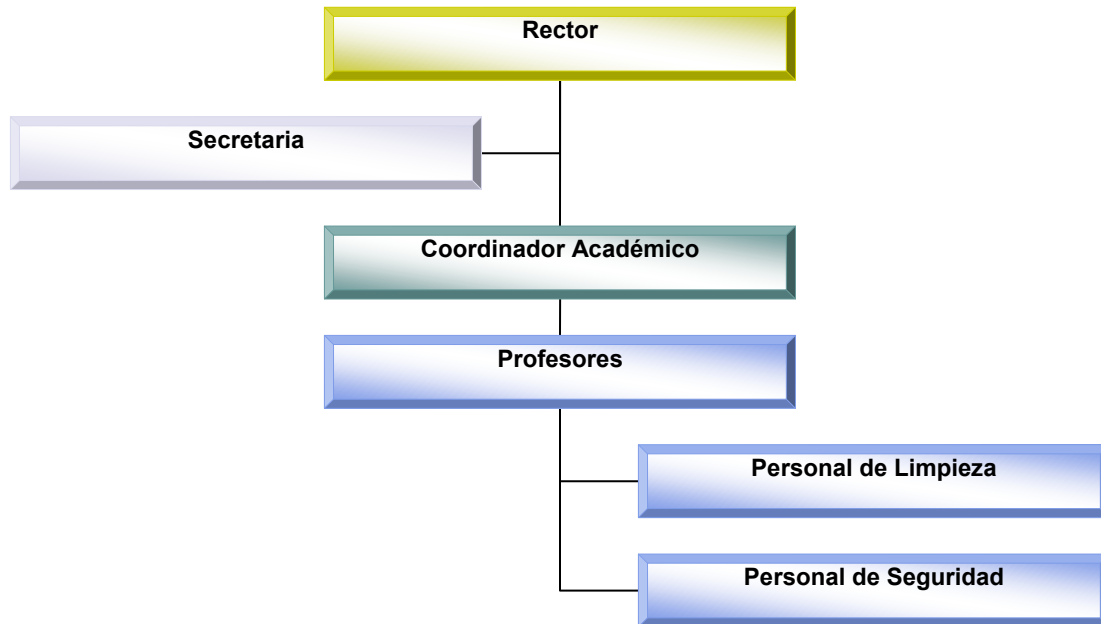 Rector
Secretaria
Coordinador Académico
Profesores
Personal de Limpieza
Personal de Seguridad